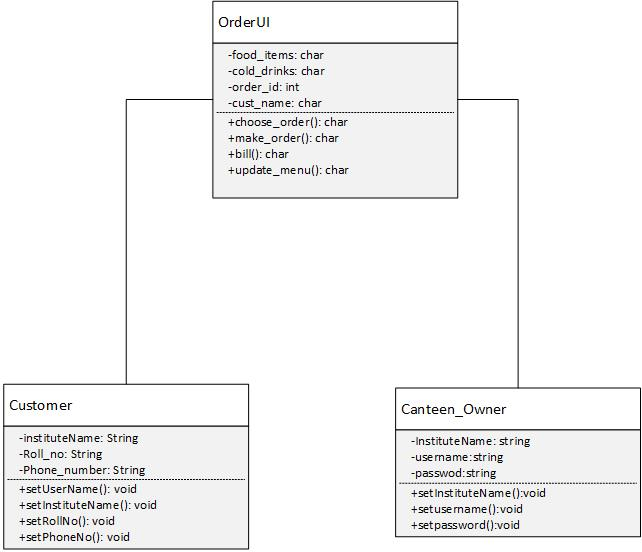 OrderUI
-food_items: char
-cold_drinks: char
-order_id: int
-cust_name: char
+choose_order(): char
+make_order(): char
+bill(): char
+update_menu(): char
Customer
-instituteName: String
-Roll_no: String
-Phone_number: String
+setUserName(): void
+setInstituteName(): void
+setRollNo(): void
+setPhoneNo(): void
Canteen_Owner
-InstituteName: string
-username:string
-passwod:string
+setInstituteName():void
+setusername():void
+setpassword():void